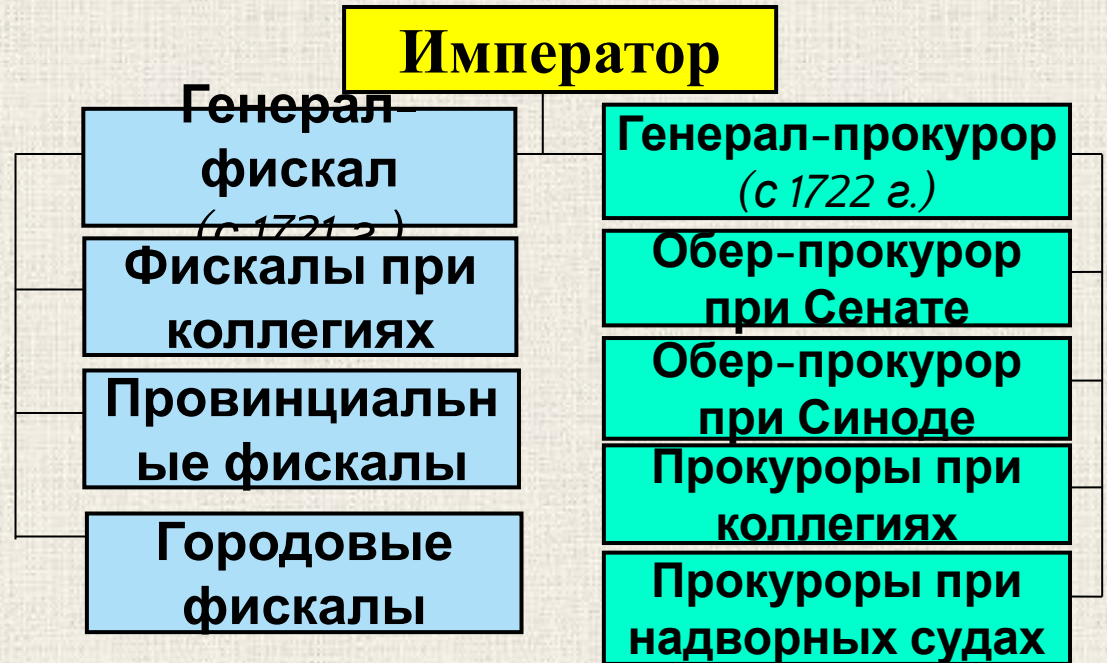 Император
Генерал-
фискал
(с 1721 г.)
Фискалы при
коллегиях
Провинциальн
ые фискалы
Городовые
фискалы
Генерал-прокурор
(с 1722 г.)
Обер-прокурор
при Сенате
Обер-прокурор
при Синоде
Прокуроры при
коллегиях
Прокуроры при
надворных судах